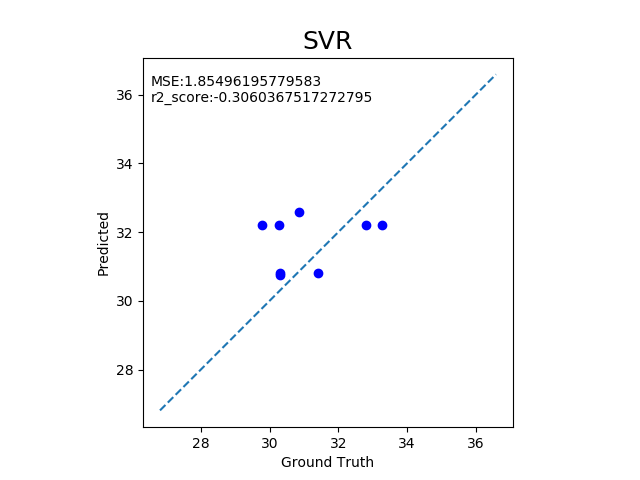 SVR
MSE:1.85496195779583
r2_score:-0.3060367517272795
36
34
32
30
28
Predicted
28 30 32 34 36
Ground Truth